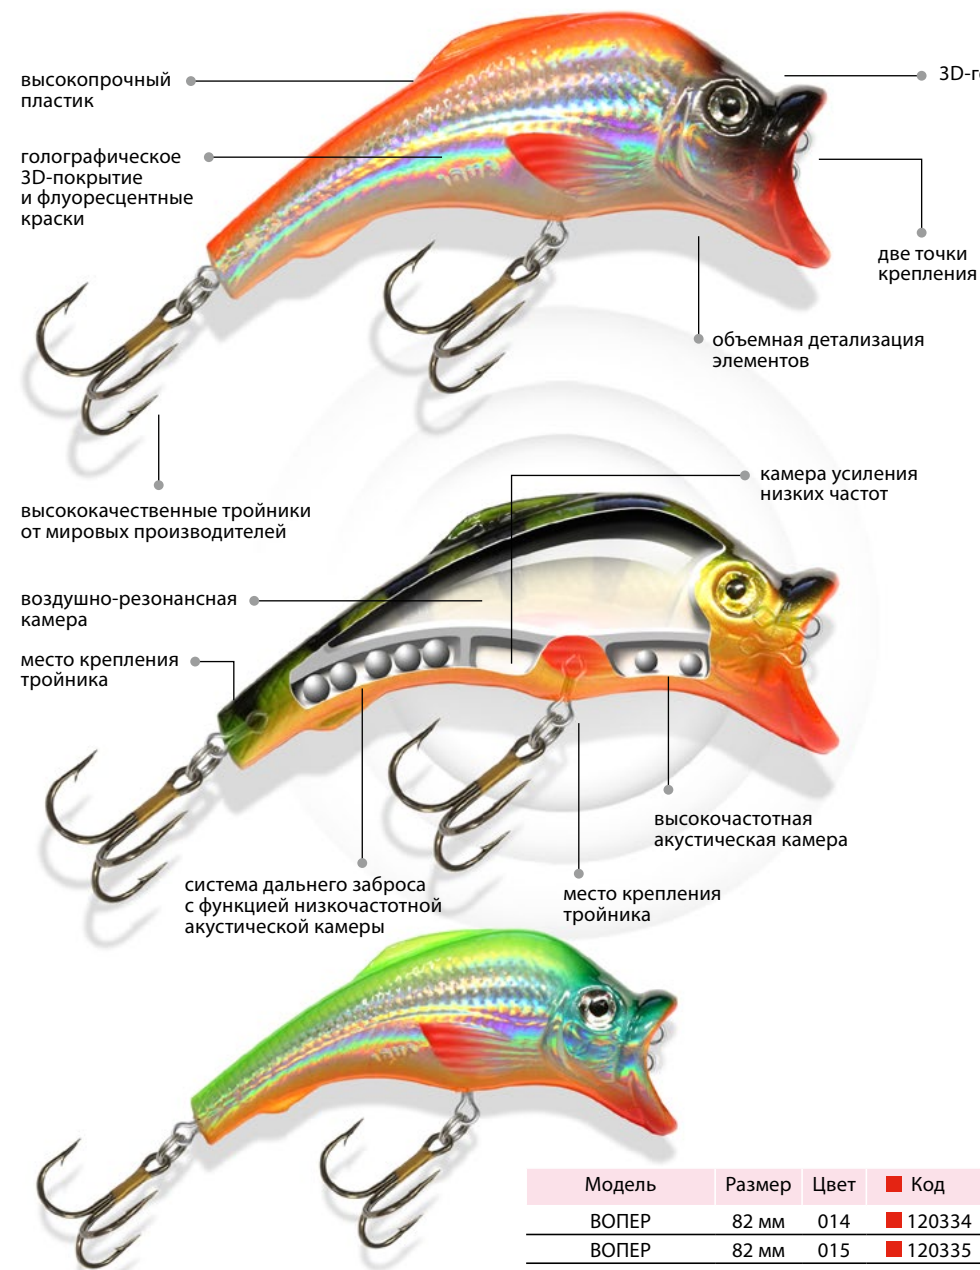 высокопрочный
пластик
3D-г
голографическое
3D-покрытие
и флуоресцентные
краски
две точки
крепления
объемная детализация
элементов
камера усиления
низких частот
высококачественные тройники
от мировых производителей
воздушно-резонансная
камера
место крепления
тройника
высокочастотная
акустическая камера
система дальнего заброса
с функцией низкочастотной
акустической камеры
место крепления
тройника
Модель Размер Цвет Код
ВОПЕР 82 мм 014 120334
ВОПЕР 82 мм 015 120335